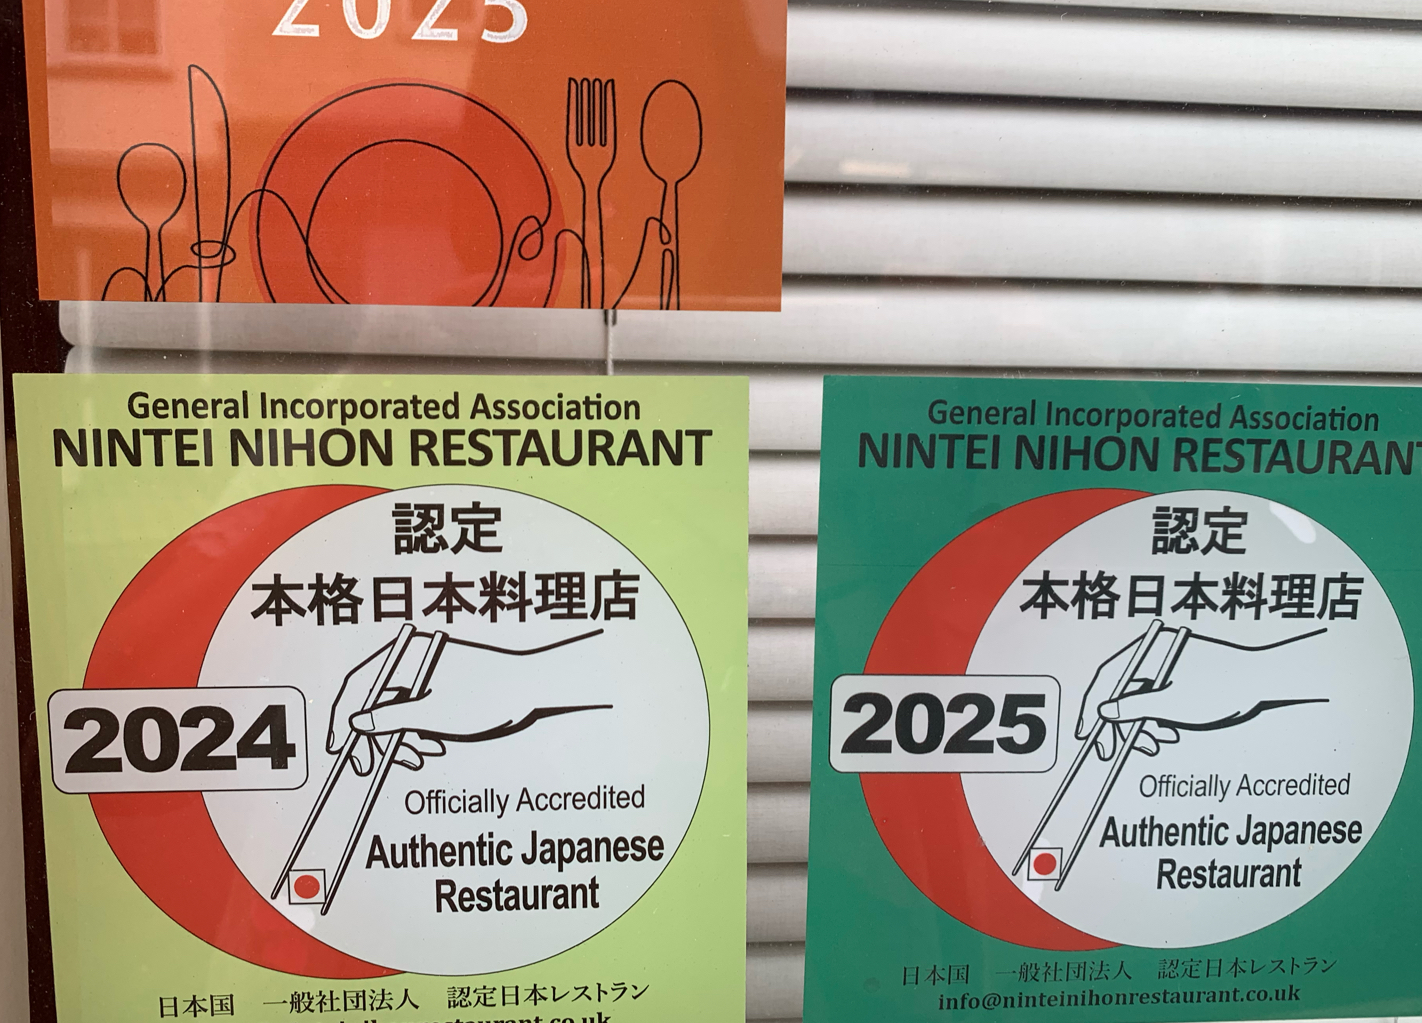 2025
General Incorporated Association
NINTEI NIHON RESTAURANT
認定
本格日本料理店
2024
Officially Accredited
Authentic Japanese
Restaurant
日本国 一般社団法人 認定日本レストラン
General Incorporated Association
NINTEI NIHON RESTAURANT
認定
本格日本料理店
2025
Officially Accredited
Authentic Japanese
Restaurant
日本国 一般社団法人 認定日本レストラン
info@ninteinihonrestaurant.co.uk